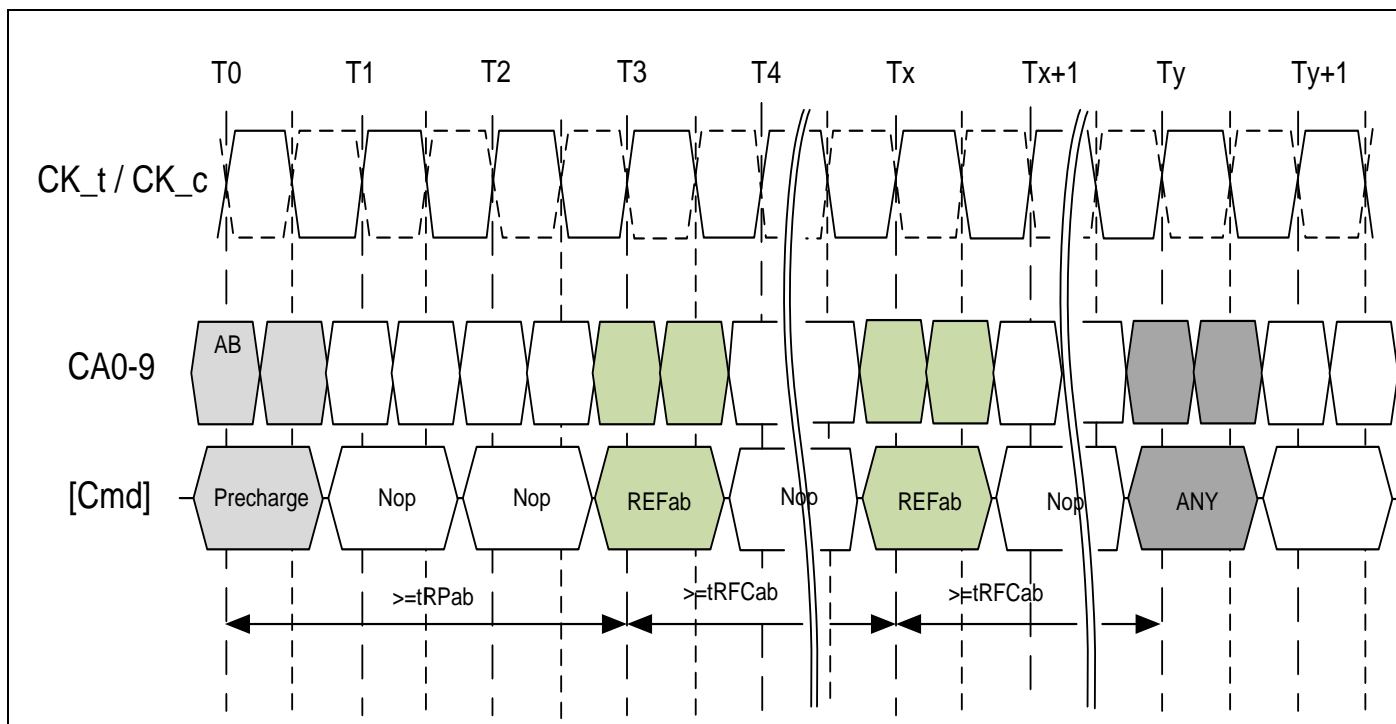 T0 T1 T2 T3 T4 Tx Tx+1 Ty Ty+1
CK_t / CK_c
CA0-9 AB
[Cmd] Precharge Nop Nop REFab Nop REFab Nop ANY
>=tRPab >=tRFCab >=tRFCab